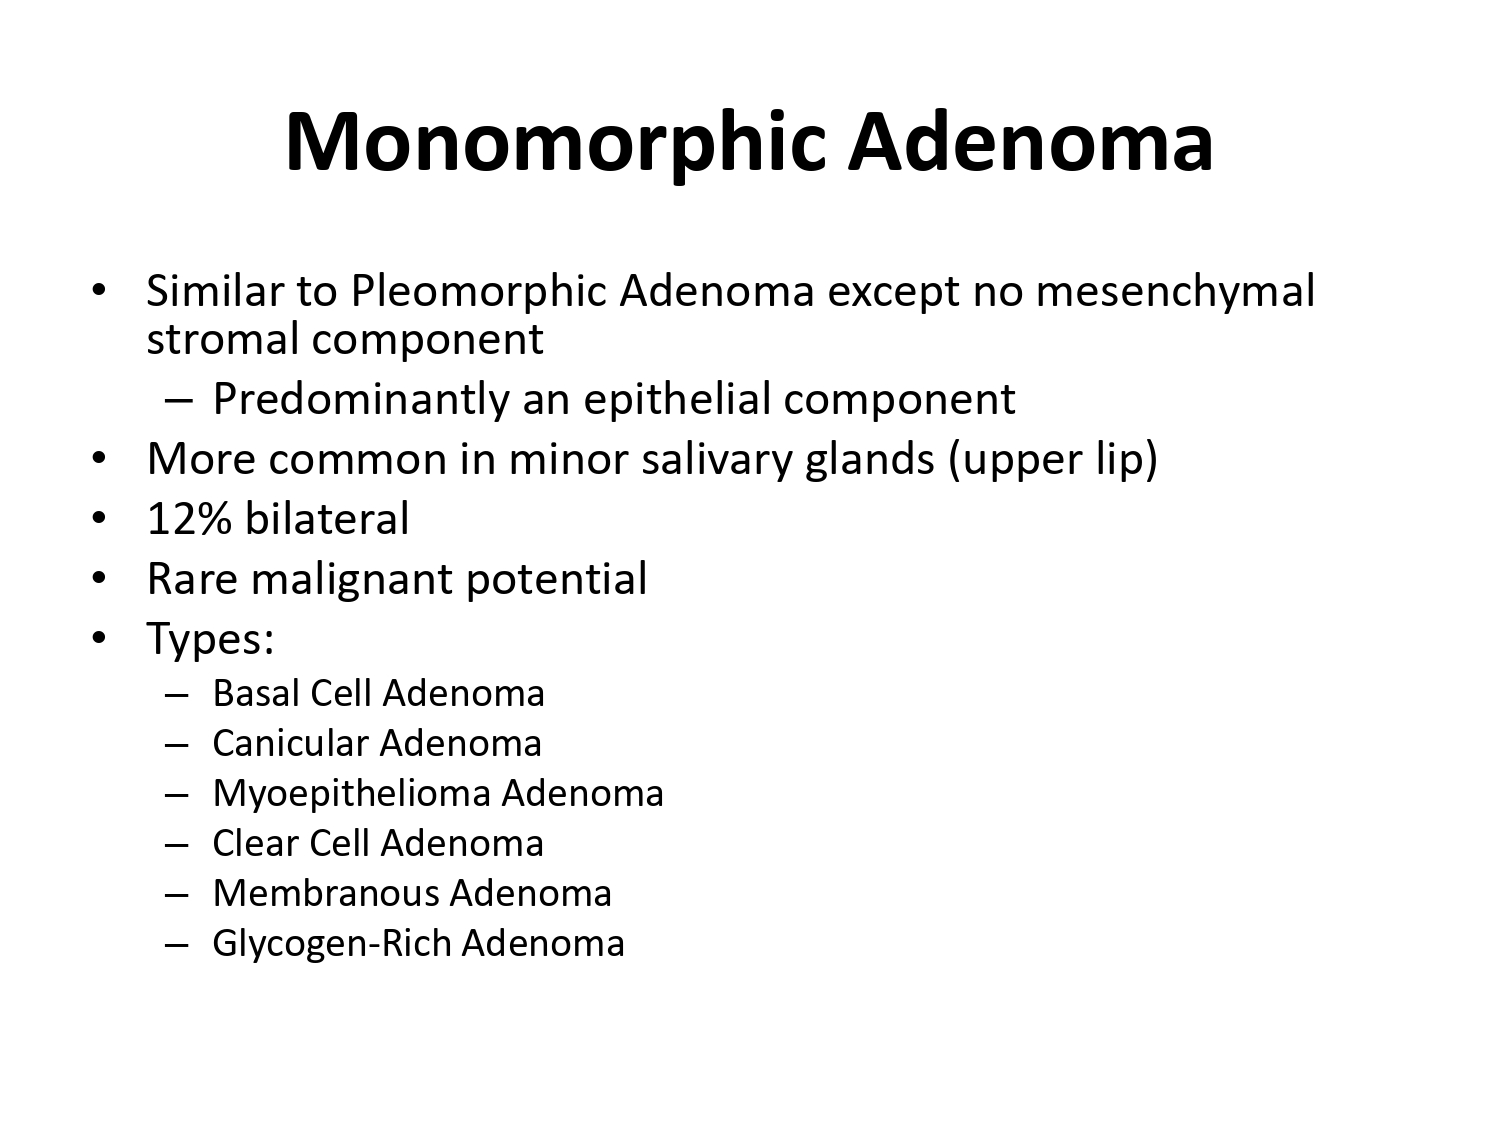 Monomorphic Adenoma
• Similar to Pleomorphic Adenoma except no mesenchymal
stromal component
– Predominantly an epithelial component
• More common in minor salivary glands (upper lip)
• 12% bilateral
• Rare malignant potential
• Types:
– Basal Cell Adenoma
– Canicular Adenoma
– Myoepithelioma Adenoma
– Clear Cell Adenoma
– Membranous Adenoma
– Glycogen-Rich Adenoma